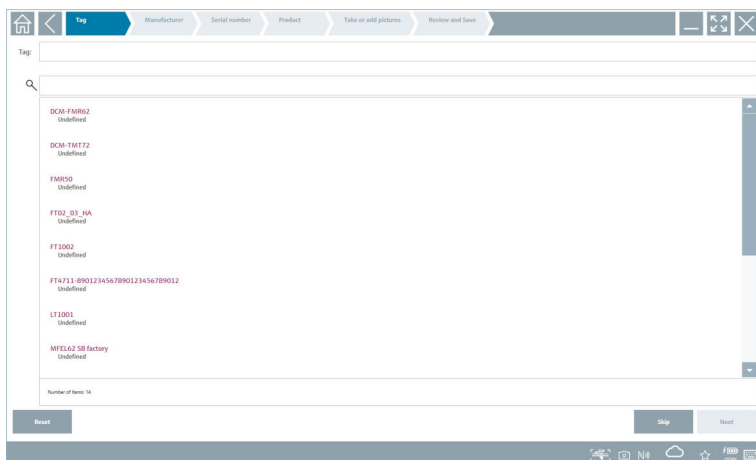 Tag
Manufacturer
Serial number
Product
Take or add pictures
Review and Save
Tag:
DCM-FMR62
Undefined
DCM-TMT72
Undefined
FMR50
Undefined
FT02_03_HA
Undefined
FT1002
Undefined
FT4711-8901234567890123456789012
Undefined
LT1001
Undefined
MFEL62 SB factory
Undefined
Number of items: 14
Reset
Skip
Next